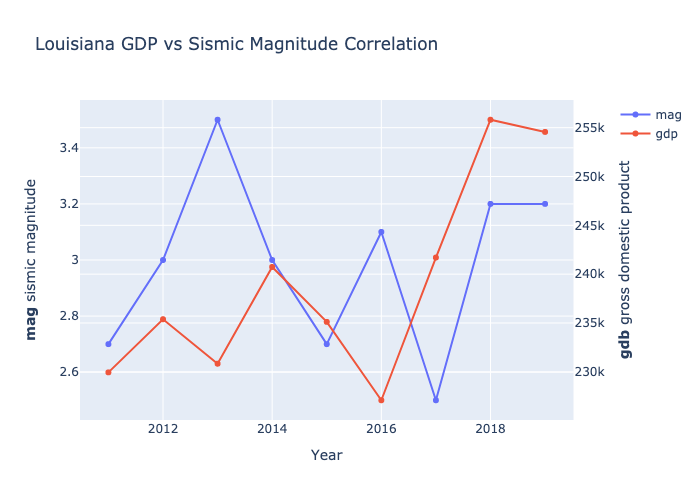 Louisiana GDP vs Sismic Magnitude Correlation
mag
gdp
3.4
3.2
3
2.8
2.6
255k
250k
245k
240k
235k
230k
mag sismic magnitude
gdb gross domestic product
2012
2014
2016
2018
Year